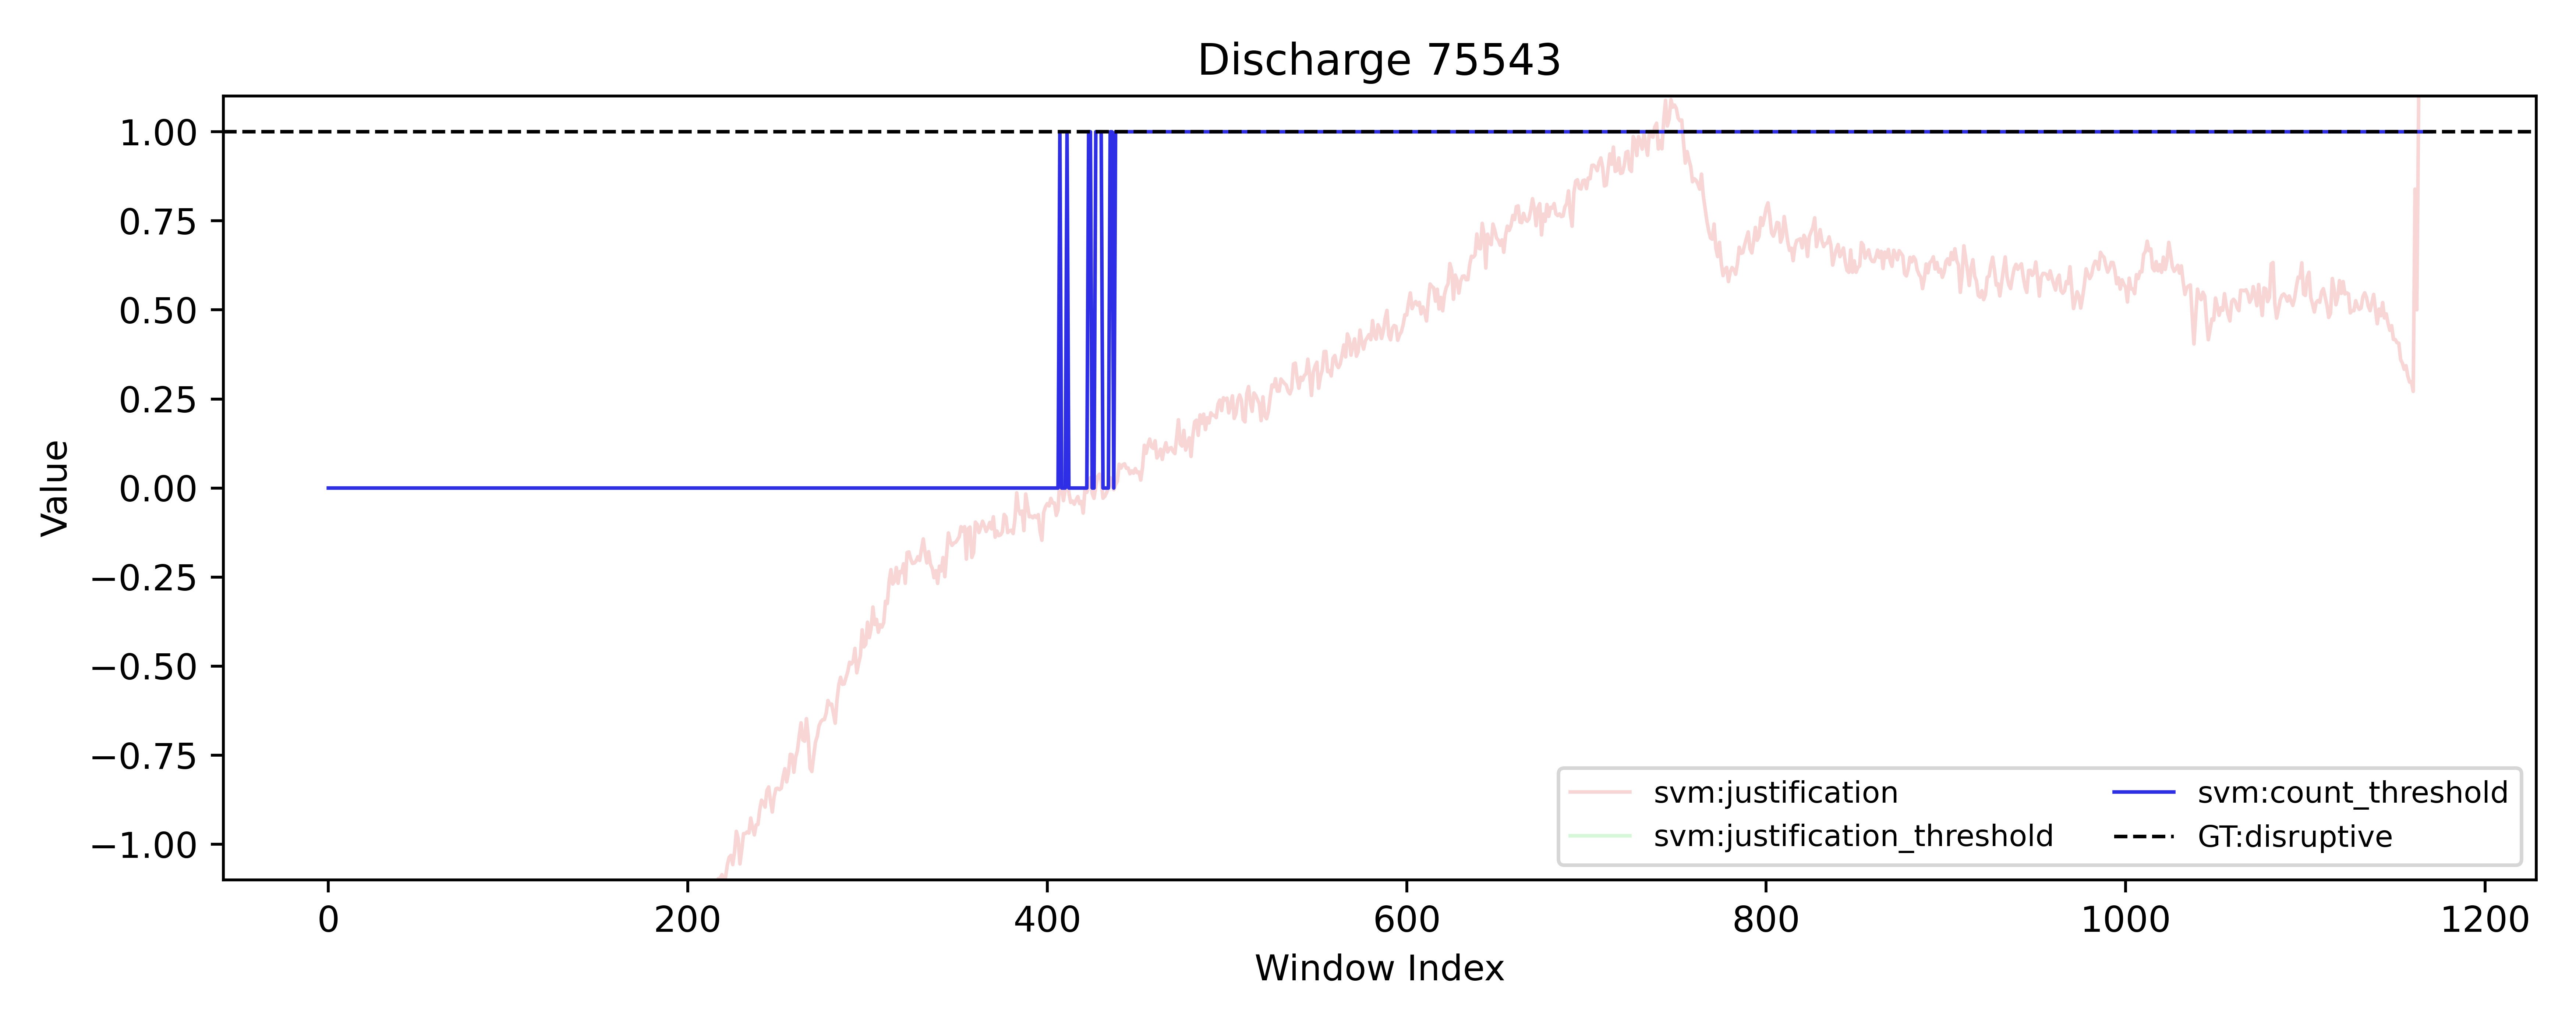 Discharge 75543
1.00
0.75
0.50
0.25
0.00
−0.25
−0.50
−0.75
−1.00
Value
0 200 400 600 800 1000 1200
Window Index
svm:justification
svm:justification_threshold
svm:count_threshold
GT:disruptive